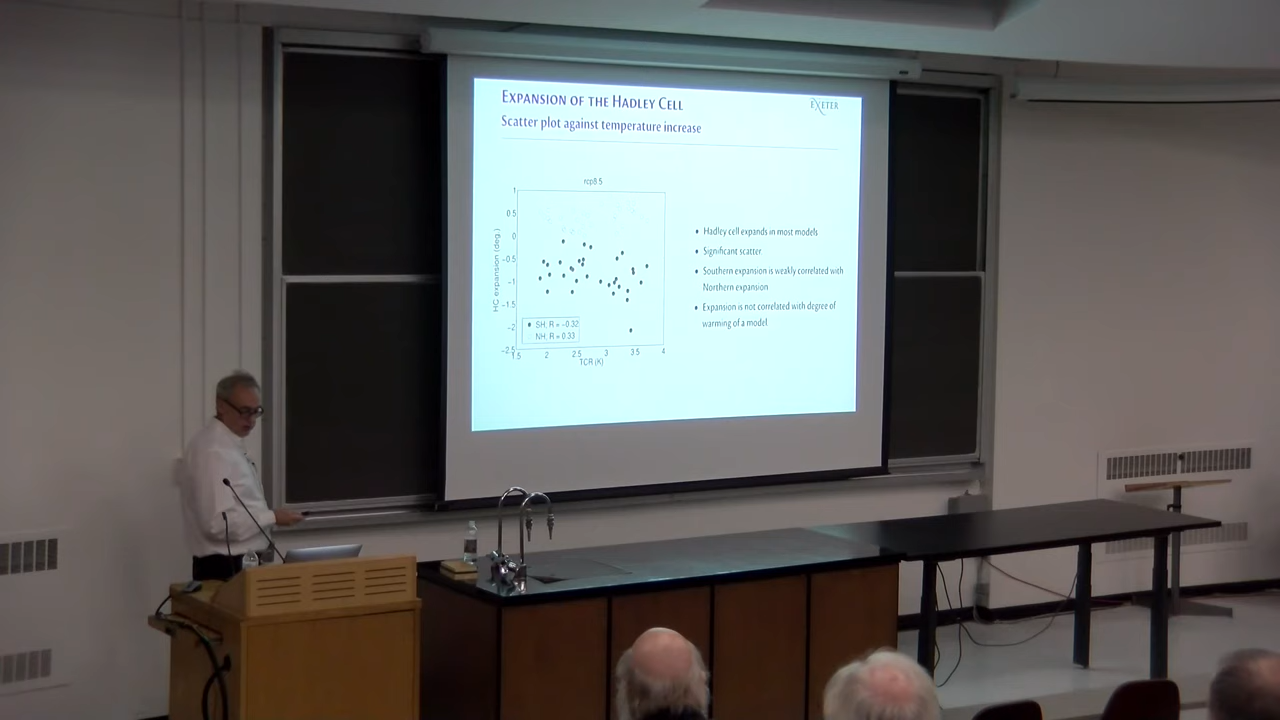 EXPANSION OF THE HADLEY CELL
EXETER
Scatter plot against temperature increase
rcp8.5
1
0.5
0
−0.5
−1
−1.5
−2
−2.5
HC expansion (deg.)
SH, R = −0.32
NH, R = 0.33
1.5 2 2.5 3 3.5 4
TCR (K)
• Hadley cell expands in most models
• Significant scatter
• Southern expansion is weakly correlated with
Northern expansion
• Expansion is not correlated with degree of
warming of a model